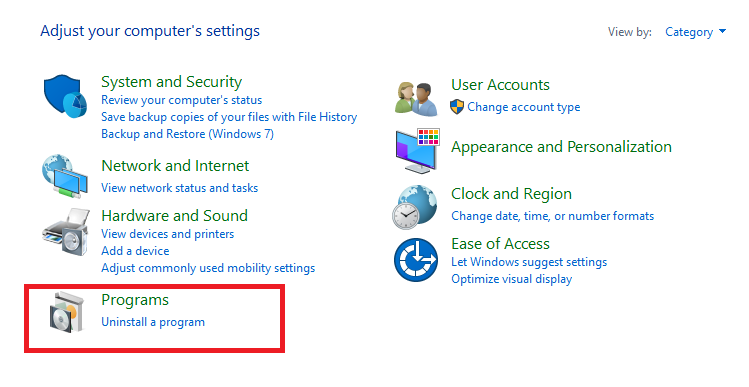 Adjust your computer's settings
View by: Category
System and Security
Review your computer's status
Save backup copies of your files with File History
Backup and Restore (Windows 7)
Network and Internet
View network status and tasks
Hardware and Sound
View devices and printers
Add a device
Adjust commonly used mobility settings
Programs
Uninstall a program
User Accounts
Change account type
Appearance and Personalization
Clock and Region
Change date, time, or number formats
Ease of Access
Let Windows suggest settings
Optimize visual display